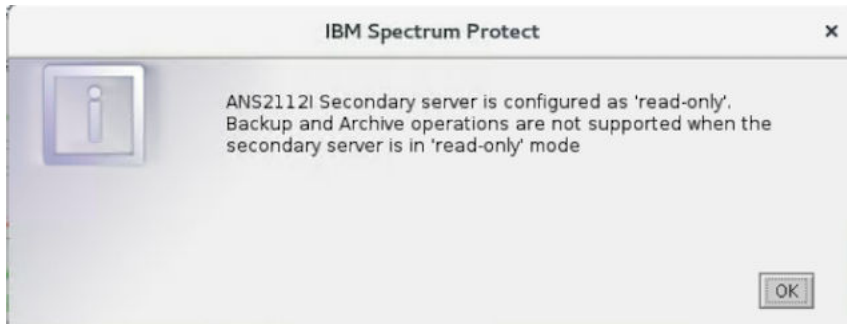 IBM Spectrum Protect
ANS2112I Secondary server is configured as 'read-only'.
Backup and Archive operations are not supported when the
secondary server is in 'read-only' mode
OK